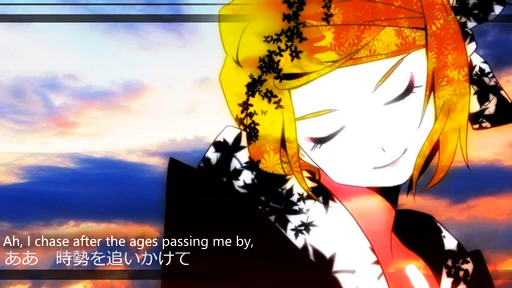 Ah, I chase after the ages passing me by,
ああ　時勢を追いかけて